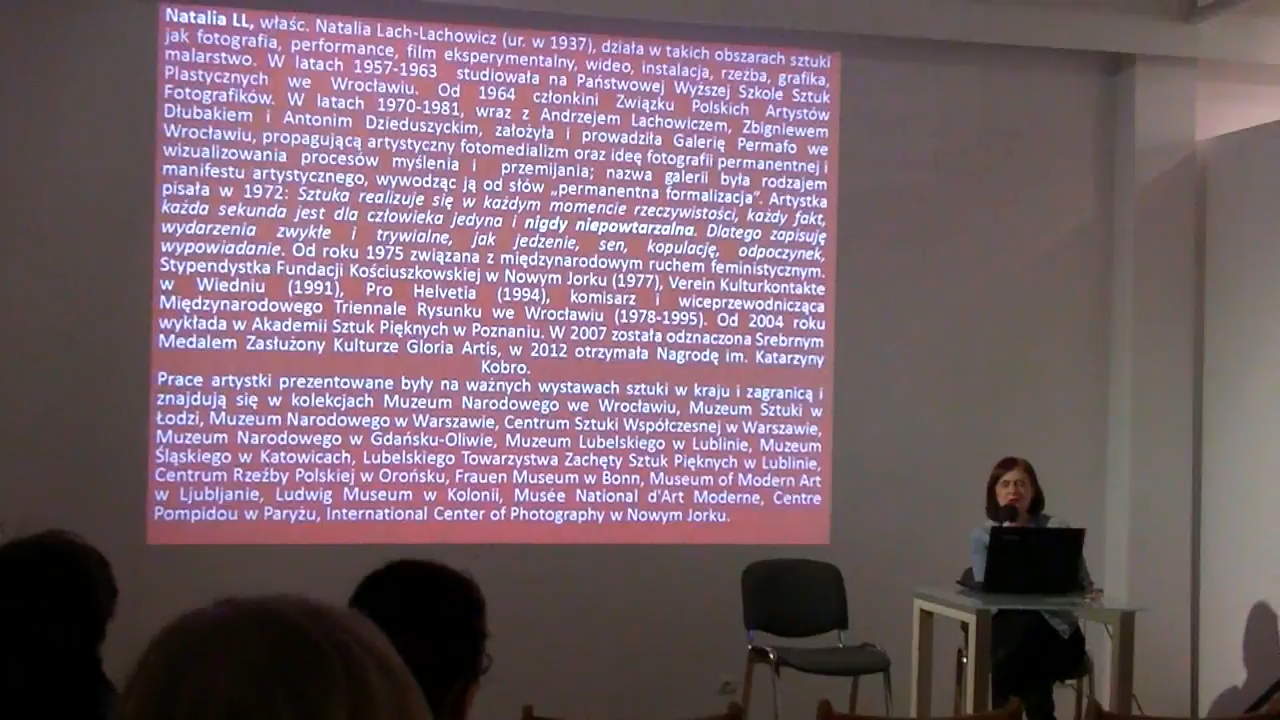 Natalia LL, właśc. Natalia Lach-Lachowicz (ur. w 1937), działa w takich obszarach sztuki
jak fotografia, performance, film eksperymentalny, wideo, instalacja, rzeźba, grafika,
malarstwo. W latach 1957-1963 studiowała na Państwowej Wyższej Szkole Sztuk
Plastycznych we Wrocławiu. Od 1964 członkini Związku Polskich Artystów
Fotografików. W latach 1970-1981, wraz z Andrzejem Lachowiczem, Zbigniewem
Dłubakiem i Antonim Dzieduszyckim, założyła i prowadziła Galerię Permafo we
Wrocławiu, propagującą artystyczny fotomedializm oraz ideę fotografii permanentnej i
wizualizowania procesów myślenia i przemijania; nazwa galerii była rodzajem
manifestu artystycznego, wywodząc ją od słów „permanentna formalizacja”. Artystka
pisała w 1972: Sztuka realizuje się w każdym momencie rzeczywistości, każdy fakt,
każda sekunda jest dla człowieka jedyna i nigdy niepowtarzalna. Dlatego zapisuję
wydarzenia zwykłe i trywialne, jak jedzenie, sen, kopulację, odpoczynek,
wypowiadanie. Od roku 1975 związana z międzynarodowym ruchem feministycznym.
Stypendystka Fundacji Kościuszkowskiej w Nowym Jorku (1977), Verein Kulturkontakte
w Wiedniu (1991), Pro Helvetia (1994), komisarz i wiceprzewodnicząca
Międzynarodowego Triennale Rysunku we Wrocławiu (1978-1995). Od 2004 roku
wykłada w Akademii Sztuk Pięknych w Poznaniu. W 2007 została odznaczona Srebrnym
Medalem Zasłużony Kulturze Gloria Artis, w 2012 otrzymała Nagrodę im. Katarzyny
Kobro.
Prace artystki prezentowane były na ważnych wystawach sztuki w kraju i zagranicą i
znajdują się w kolekcjach Muzeum Narodowego we Wrocławiu, Muzeum Sztuki w
Łodzi, Muzeum Narodowego w Warszawie, Centrum Sztuki Współczesnej w Warszawie,
Muzeum Narodowego w Gdańsku-Oliwie, Muzeum Lubelskiego w Lublinie, Muzeum
Śląskiego w Katowicach, Lubelskiego Towarzystwa Zachęty Sztuk Pięknych w Lublinie,
Centrum Rzeźby Polskiej w Orońsku, Frauen Museum w Bonn, Museum of Modern Art
w Ljubljanie, Ludwig Museum w Kolonii, Musée National d'Art Moderne, Centre
Pompidou w Paryżu, International Center of Photography w Nowym Jorku.